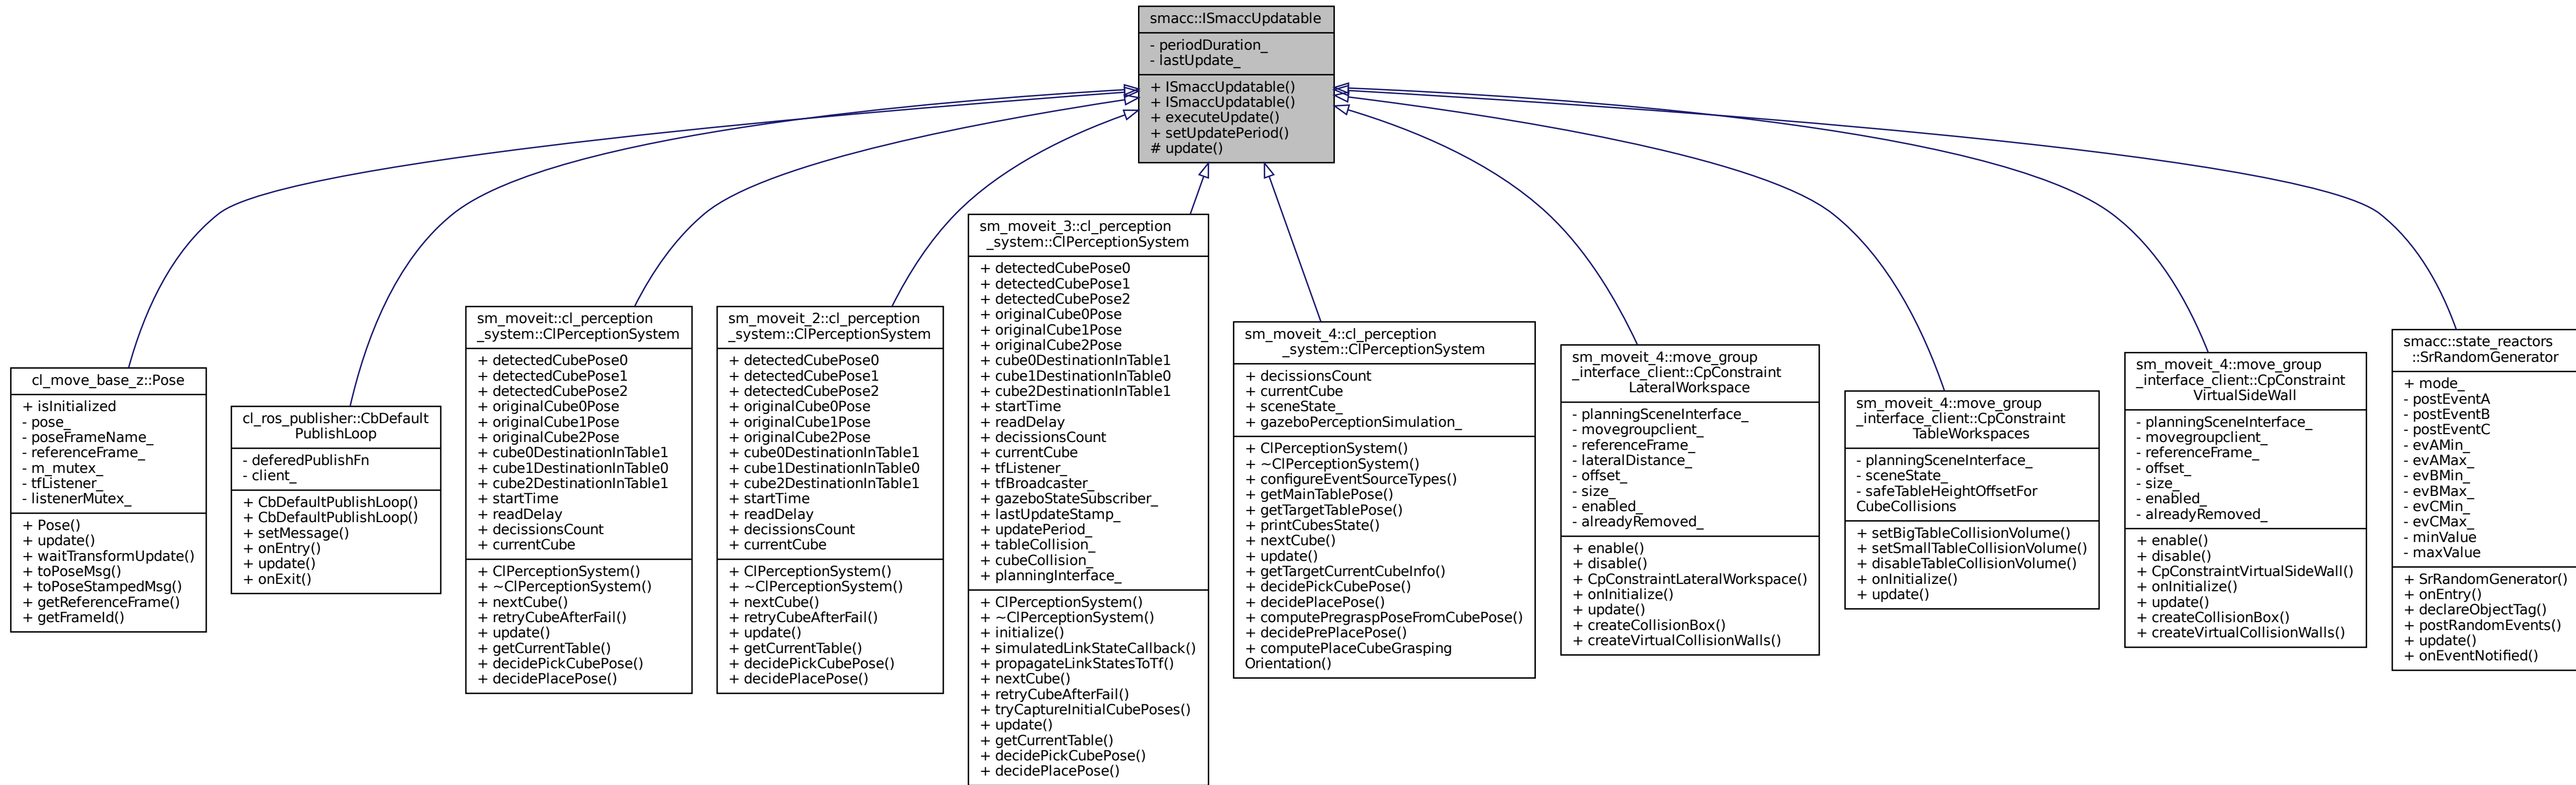 smacc::ISmaccUpdatable
- periodDuration_
- lastUpdate_
+ ISmaccUpdatable()
+ ISmaccUpdatable()
+ executeUpdate()
+ setUpdatePeriod()
# update()
cl_move_base_z::Pose
+ isInitialized
- pose_
- poseFrameName_
- referenceFrame_
- m_mutex_
- tfListener_
- listenerMutex_
+ Pose()
+ update()
+ waitTransformUpdate()
+ toPoseMsg()
+ toPoseStampedMsg()
+ getReferenceFrame()
+ getFrameId()
cl_ros_publisher::CbDefault
PublishLoop
- deferedPublishFn
- client_
+ CbDefaultPublishLoop()
+ CbDefaultPublishLoop()
+ setMessage()
+ onEntry()
+ update()
+ onExit()
sm_moveit::cl_perception
_system::ClPerceptionSystem
+ detectedCubePose0
+ detectedCubePose1
+ detectedCubePose2
+ originalCube0Pose
+ originalCube1Pose
+ originalCube2Pose
+ cube0DestinationInTable1
+ cube1DestinationInTable0
+ cube2DestinationInTable1
+ startTime
+ readDelay
+ decissionsCount
+ currentCube
+ ClPerceptionSystem()
+ ~ClPerceptionSystem()
+ nextCube()
+ retryCubeAfterFail()
+ update()
+ getCurrentTable()
+ decidePickCubePose()
+ decidePlacePose()
sm_moveit_2::cl_perception
_system::ClPerceptionSystem
+ detectedCubePose0
+ detectedCubePose1
+ detectedCubePose2
+ originalCube0Pose
+ originalCube1Pose
+ originalCube2Pose
+ cube0DestinationInTable1
+ cube1DestinationInTable0
+ cube2DestinationInTable1
+ startTime
+ readDelay
+ decissionsCount
+ currentCube
+ ClPerceptionSystem()
+ ~ClPerceptionSystem()
+ nextCube()
+ retryCubeAfterFail()
+ update()
+ getCurrentTable()
+ decidePickCubePose()
+ decidePlacePose()
sm_moveit_3::cl_perception
_system::ClPerceptionSystem
+ detectedCubePose0
+ detectedCubePose1
+ detectedCubePose2
+ originalCube0Pose
+ originalCube1Pose
+ originalCube2Pose
+ cube0DestinationInTable1
+ cube1DestinationInTable0
+ cube2DestinationInTable1
+ startTime
+ readDelay
+ decissionsCount
+ currentCube
+ tfListener_
+ tfBroadcaster_
+ gazeboStateSubscriber_
+ lastUpdateStamp_
+ updatePeriod_
+ tableCollision_
+ cubeCollision_
+ planningInterface_
+ ClPerceptionSystem()
+ ~ClPerceptionSystem()
+ initialize()
+ simulatedLinkStateCallback()
+ propagateLinkStatesToTf()
+ nextCube()
+ retryCubeAfterFail()
+ tryCaptureInitialCubePoses()
+ update()
+ getCurrentTable()
+ decidePickCubePose()
+ decidePlacePose()
sm_moveit_4::cl_perception
_system::ClPerceptionSystem
+ decissionsCount
+ currentCube
+ sceneState_
+ gazeboPerceptionSimulation_
+ ClPerceptionSystem()
+ ~ClPerceptionSystem()
+ configureEventSourceTypes()
+ getMainTablePose()
+ getTargetTablePose()
+ printCubesState()
+ nextCube()
+ update()
+ getTargetCurrentCubeInfo()
+ decidePickCubePose()
+ decidePlacePose()
+ computePregraspPoseFromCubePose()
+ decidePrePlacePose()
+ computePlaceCubeGrasping
Orientation()
sm_moveit_4::move_group
_interface_client::CpConstraint
LateralWorkspace
- planningSceneInterface_
- movegroupclient_
- referenceFrame_
- lateralDistance_
- offset_
- size_
- enabled_
- alreadyRemoved_
+ enable()
+ disable()
+ CpConstraintLateralWorkspace()
+ onInitialize()
+ update()
+ createCollisionBox()
+ createVirtualCollisionWalls()
sm_moveit_4::move_group
_interface_client::CpConstraint
TableWorkspaces
- planningSceneInterface_
- sceneState_
- safeTableHeightOffsetFor
CubeCollisions
+ setBigTableCollisionVolume()
+ setSmallTableCollisionVolume()
+ disableTableCollisionVolume()
+ onInitialize()
+ update()
sm_moveit_4::move_group
_interface_client::CpConstraint
VirtualSideWall
- planningSceneInterface_
- movegroupclient_
- referenceFrame_
- offset_
- size_
- enabled_
- alreadyRemoved_
+ enable()
+ disable()
+ CpConstraintVirtualSideWall()
+ onInitialize()
+ update()
+ createCollisionBox()
+ createVirtualCollisionWalls()
smacc::state_reactors
::SrRandomGenerator
+ mode_
- postEventA
- postEventB
- postEventC
- evAMin_
- evAMax_
- evBMin_
- evBMax_
- evCMin_
- evCMax_
- minValue
- maxValue
+ SrRandomGenerator()
+ onEntry()
+ declareObjectTag()
+ postRandomEvents()
+ update()
+ onEventNotified()